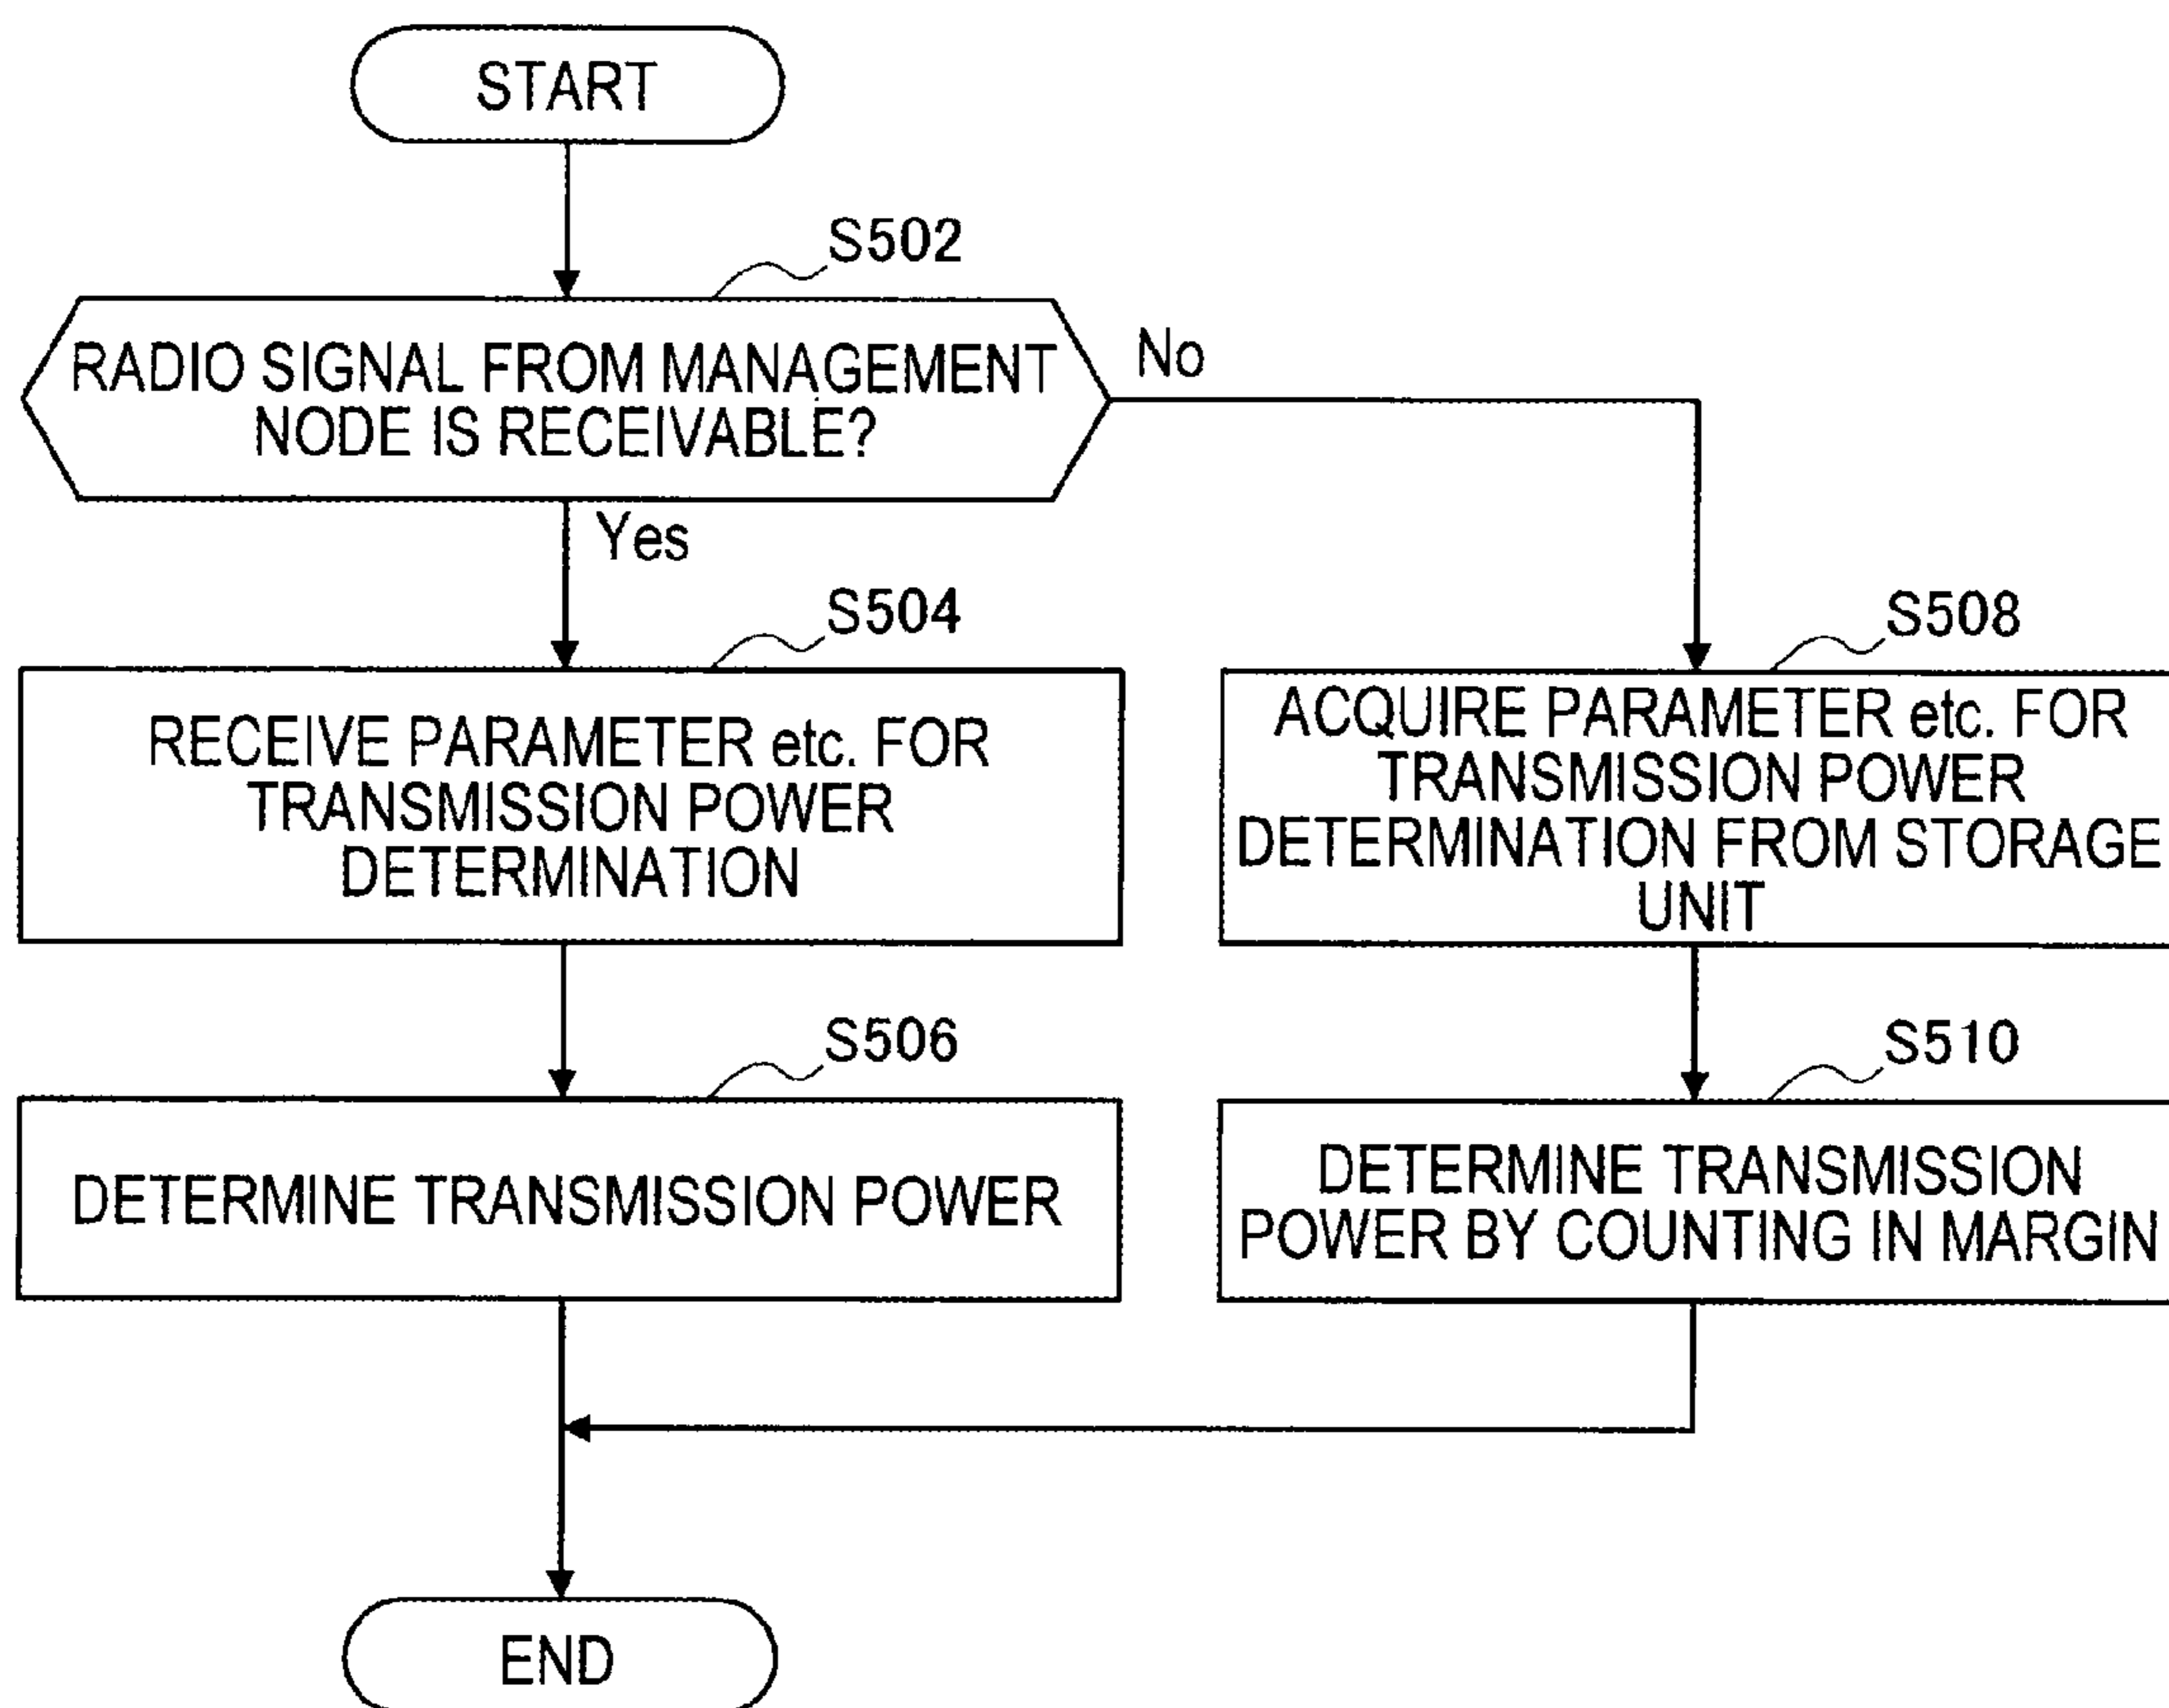 START
S502
RADIO SIGNAL FROM MANAGEMENT
NODE IS RECEIVABLE?
No
Yes
S504
RECEIVE PARAMETER etc. FOR
TRANSMISSION POWER
DETERMINATION
S508
ACQUIRE PARAMETER etc. FOR
TRANSMISSION POWER
DETERMINATION FROM STORAGE
UNIT
S506
DETERMINE TRANSMISSION POWER
S510
DETERMINE TRANSMISSION
POWER BY COUNTING IN MARGIN
END